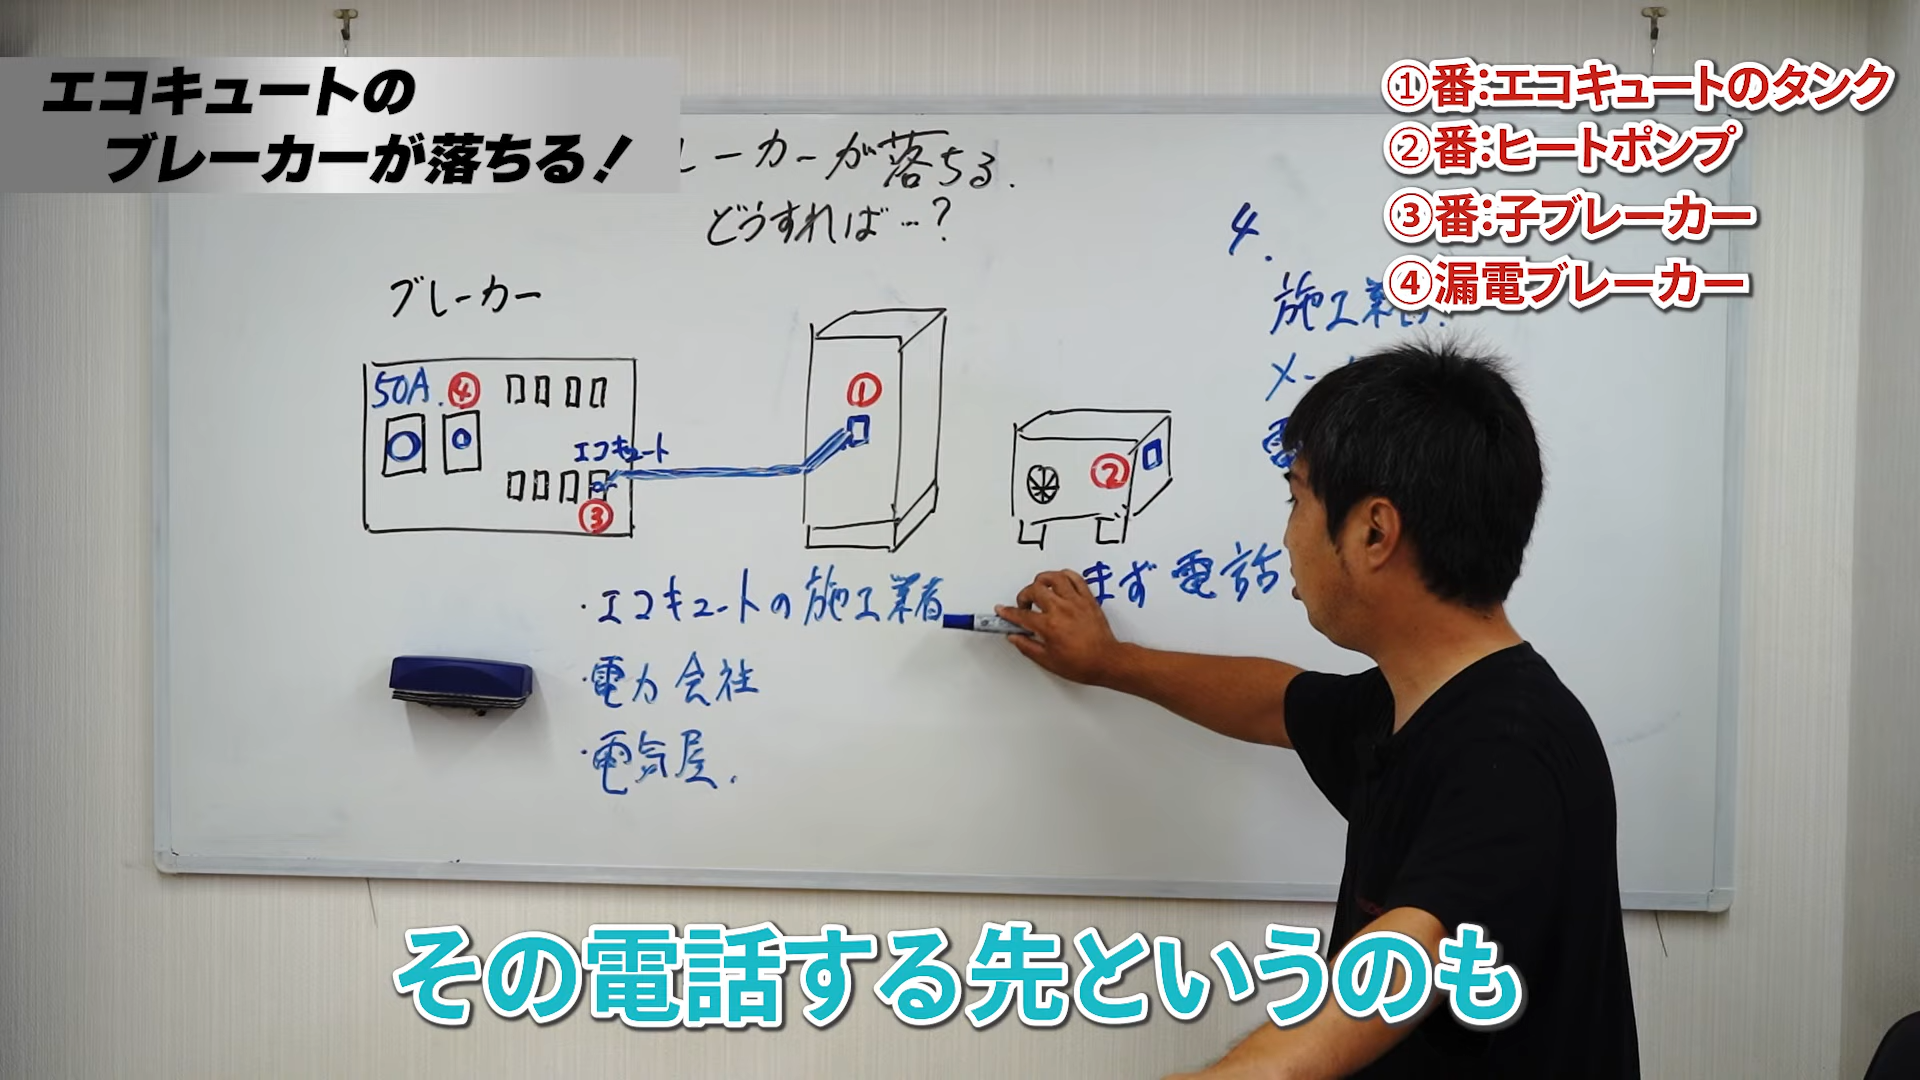 エコキュートの
ブレーカーが落ちる！
①番：エコキュートのタンク
②番：ヒートポンプ
③番：子ブレーカー
④漏電ブレーカー
レーカーが落ちる.
どうすれば…？
4.
施工業
メー
ブレーカー
50A.
④
エコキュート
③
①
②
まず電話
・エコキュートの施工業者
・電力会社
・電気屋.
その電話する先というのも